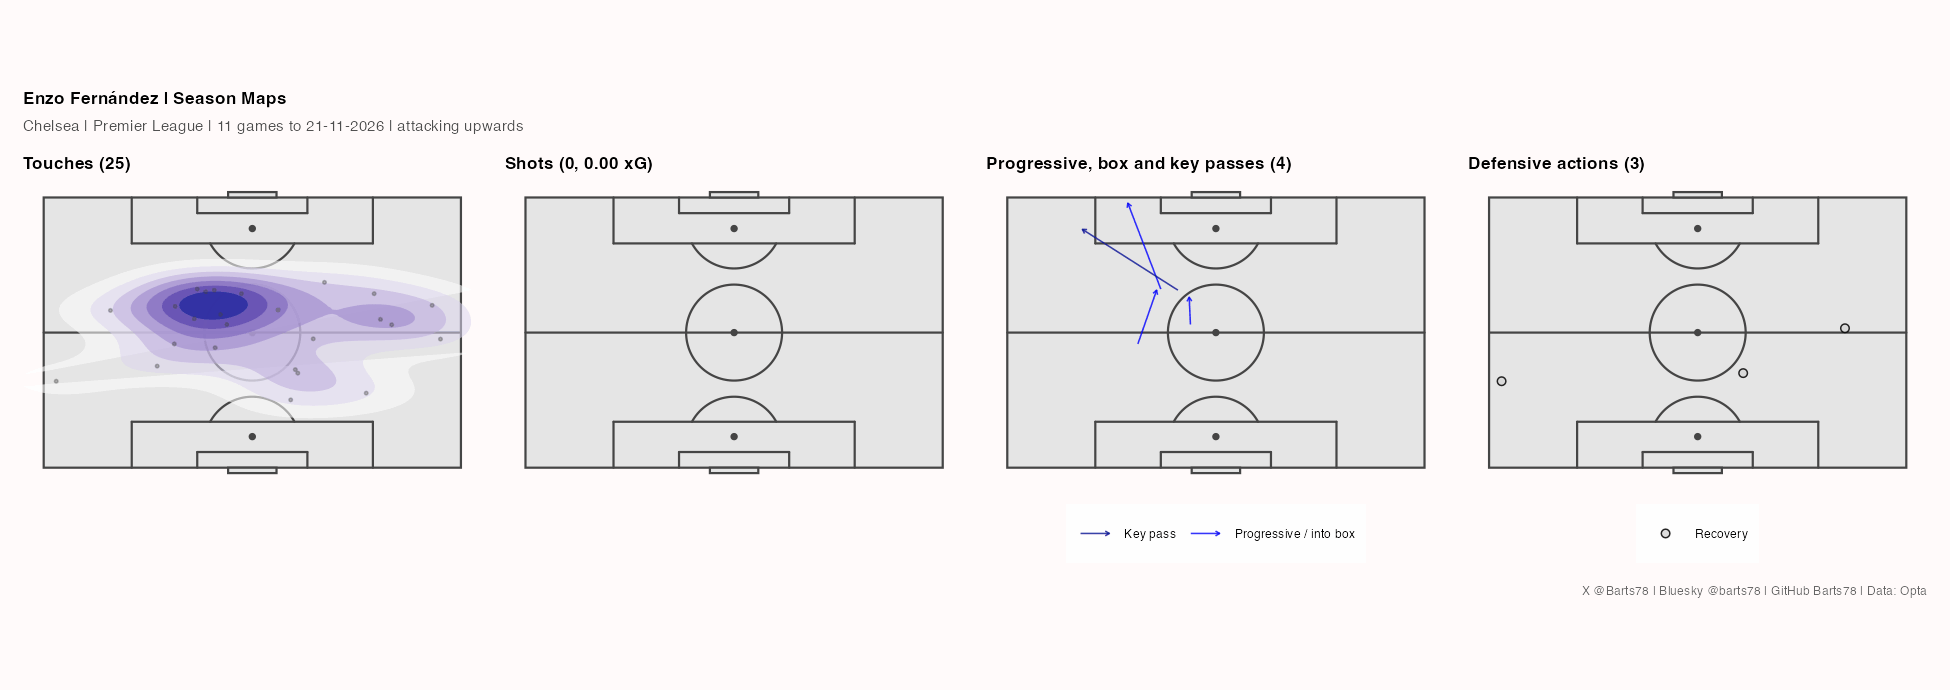 Enzo Fernández | Season Maps
Chelsea | Premier League | 11 games to 21-11-2026 | attacking upwards
Touches (25)
Shots (0, 0.00 xG)
Progressive, box and key passes (4)
Defensive actions (3)
Key pass
Progressive / into box
Recovery
X @Barts78 | Bluesky @barts78 | GitHub Barts78 | Data: Opta